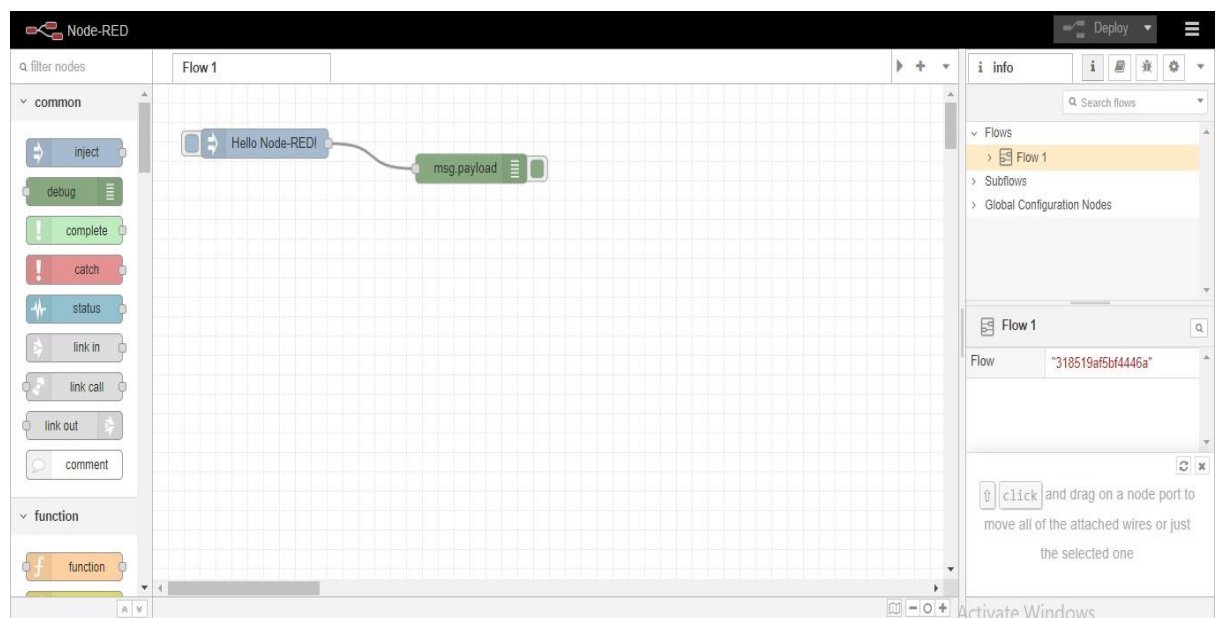 Node-RED
Deploy
filter nodes
Flow 1
i info
i
Search flows
common
inject
debug
complete
catch
status
link in
link call
link out
comment
function
function
Hello Node-RED!
msg.payload
Flows
Flow 1
Subflows
Global Configuration Nodes
Flow 1
Flow "318519af5bf4446a"
click and drag on a node port to
move all of the attached wires or just
the selected one
Activate Windows